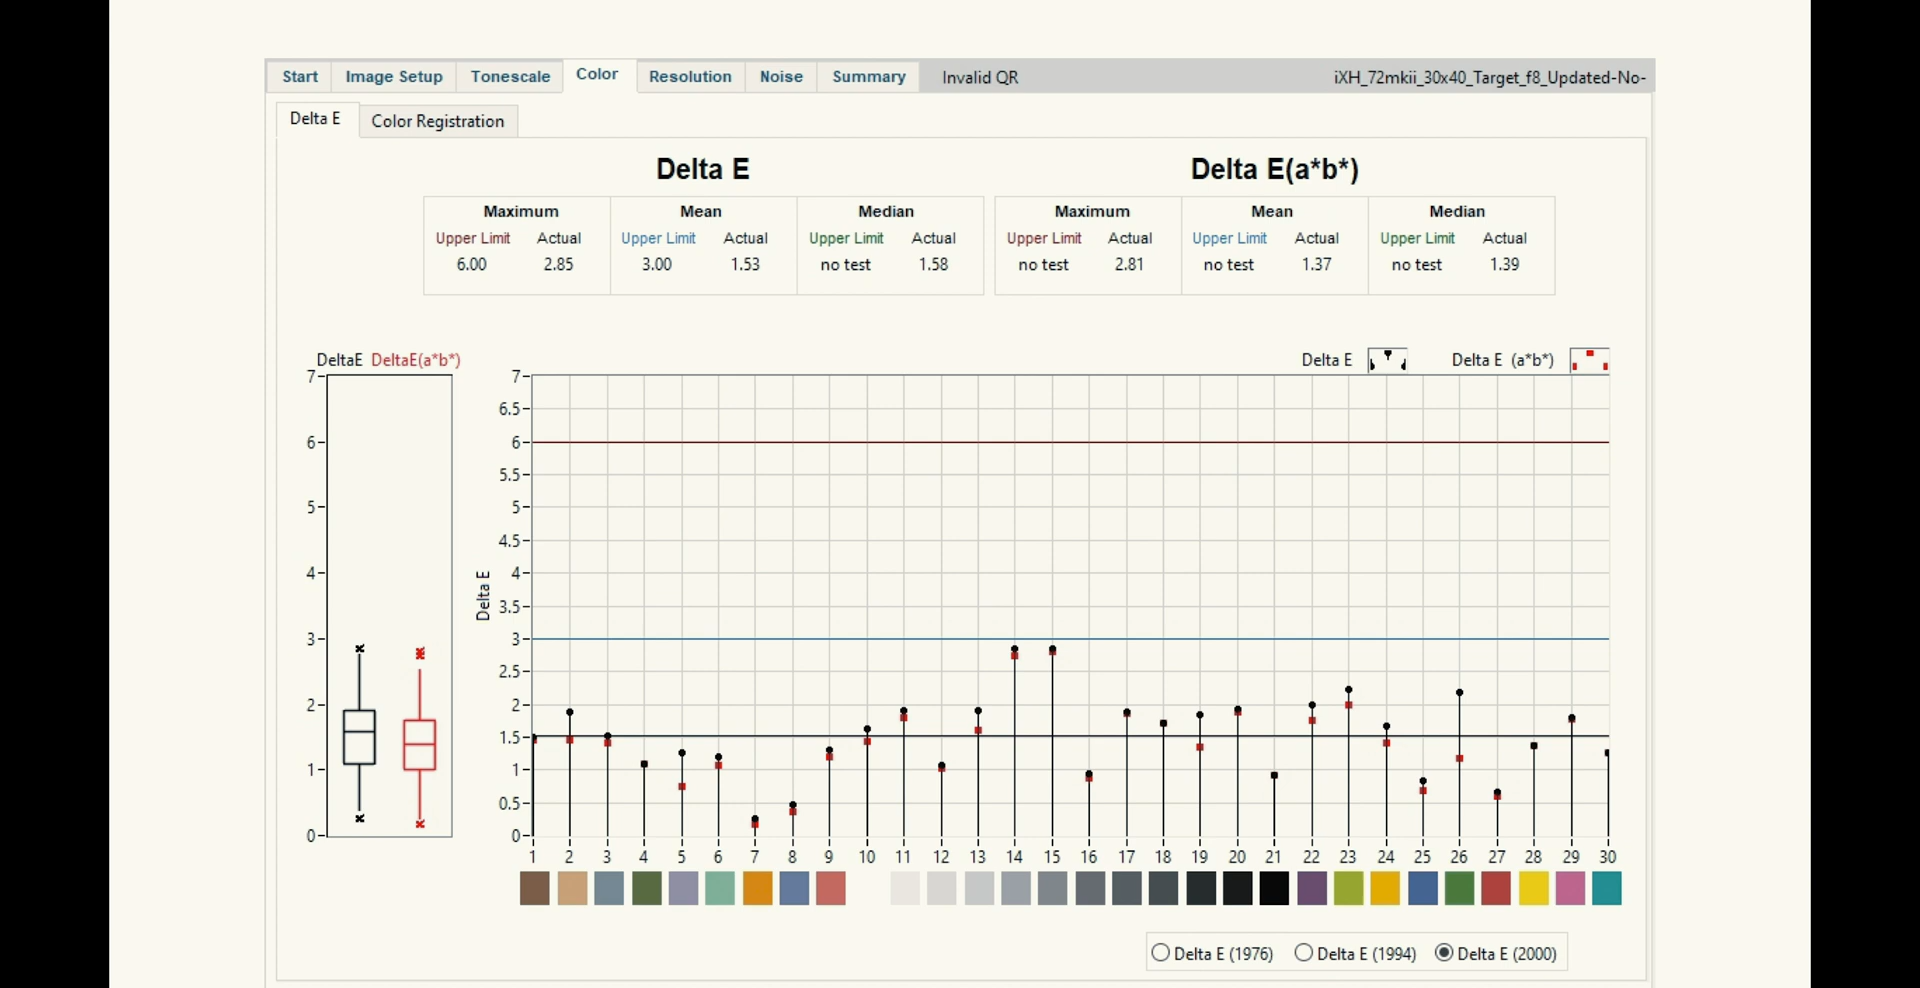 Start Image Setup Tonescale Color Resolution Noise Summary Invalid QR iXH_72mkii_30x40_Target_f8_Updated-No-
Delta E Color Registration
Delta E Delta E(a*b*)
Maximum Mean Median Maximum Mean Median
Upper Limit Actual Upper Limit Actual Upper Limit Actual Upper Limit Actual Upper Limit Actual Upper Limit Actual
6.00 2.85 3.00 1.53 no test 1.58 no test 2.81 no test 1.37 no test 1.39
DeltaE DeltaE(a*b*) Delta E Delta E (a*b*)
7
6
5
4
3
2
1
0
Delta E
7
6.5
6
5.5
5
4.5
4
3.5
3
2.5
2
1.5
1
0.5
0
1 2 3 4 5 6 7 8 9 10 11 12 13 14 15 16 17 18 19 20 21 22 23 24 25 26 27 28 29 30
Delta E (1976) Delta E (1994) Delta E (2000)